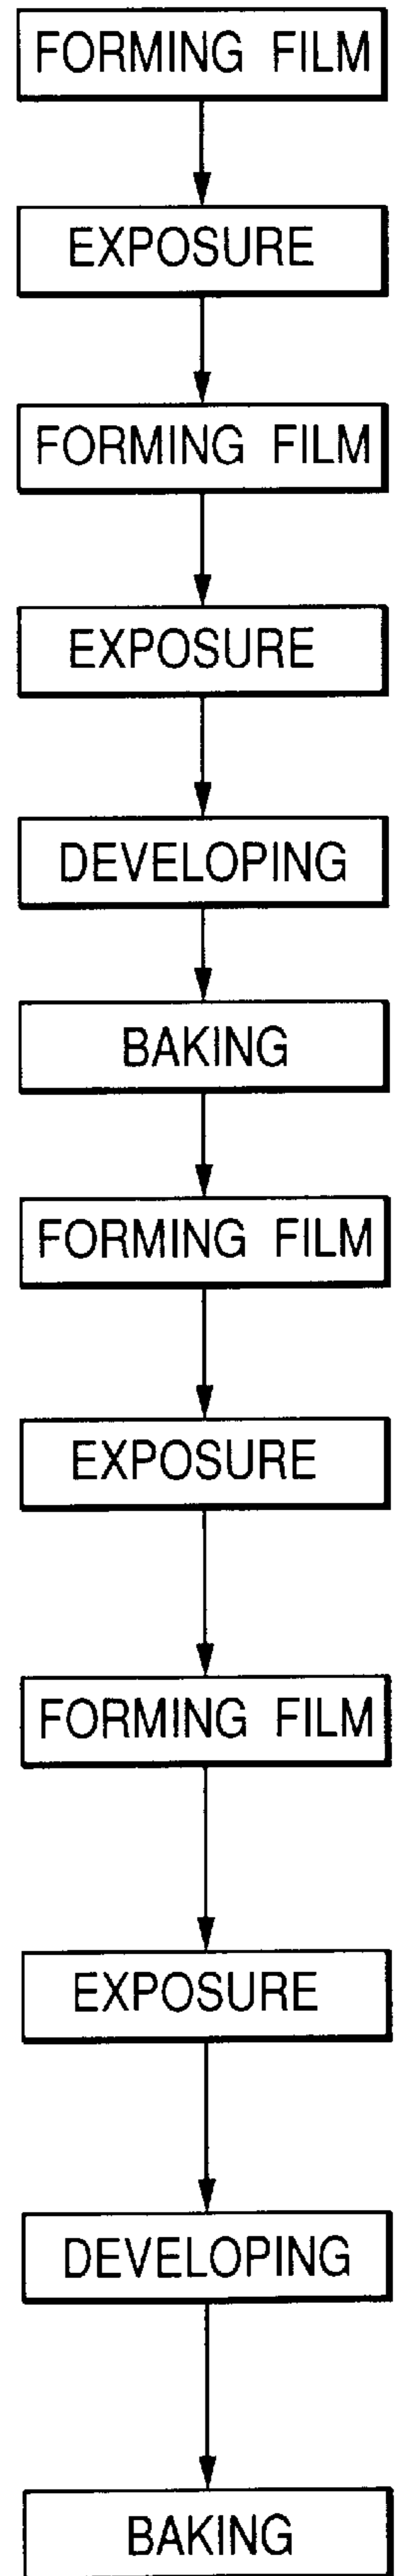 FORMING FILM
EXPOSURE
FORMING FILM
EXPOSURE
DEVELOPING
BAKING
FORMING FILM
EXPOSURE
FORMING FILM
EXPOSURE
DEVELOPING
BAKING